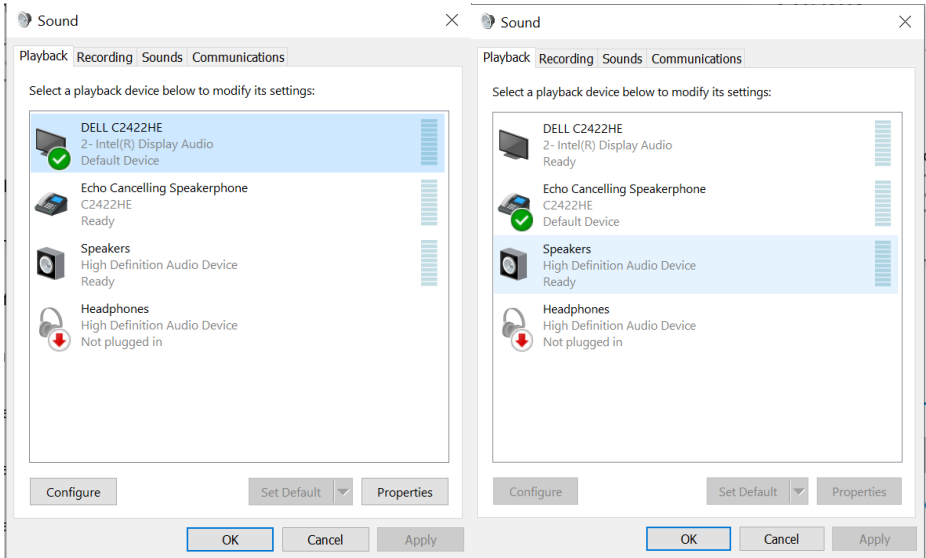 Sound
Playback Recording Sounds Communications
Select a playback device below to modify its settings:
DELL C2422HE
2- Intel(R) Display Audio
Default Device
Echo Cancelling Speakerphone
C2422HE
Ready
Speakers
High Definition Audio Device
Ready
Headphones
High Definition Audio Device
Not plugged in
Configure Set Default Properties
OK Cancel Apply
Sound
Playback Recording Sounds Communications
Select a playback device below to modify its settings:
DELL C2422HE
2- Intel(R) Display Audio
Ready
Echo Cancelling Speakerphone
C2422HE
Default Device
Speakers
High Definition Audio Device
Ready
Headphones
High Definition Audio Device
Not plugged in
Configure Set Default Properties
OK Cancel Apply